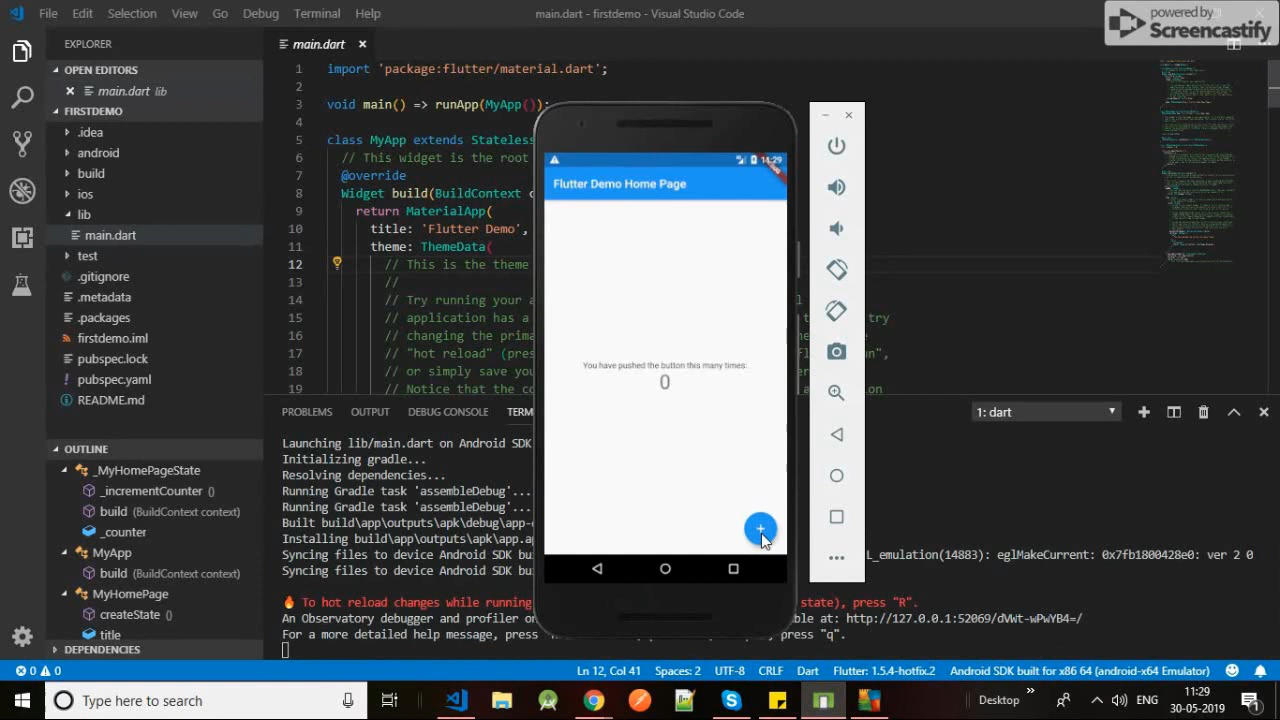 File Edit Selection View Go Debug Terminal Help
main.dart - firstdemo - Visual Studio Code
powered by
Screencastify
EXPLORER
OPEN EDITORS
main.dart lib
FIRSTDEMO
.idea
android
build
ios
lib
main.dart
test
.gitignore
.metadata
.packages
firstdemo.iml
pubspec.lock
pubspec.yaml
README.md
OUTLINE
_MyHomePageState
_incrementCounter ()
build (BuildContext context)
_counter
MyApp
build (BuildContext context)
MyHomePage
createState ()
title
DEPENDENCIES
main.dart
1 import 'package:flutter/material.dart';
2
3 void main() => runApp(MyApp());
4
5 class MyApp extends Stateless
6 // This widget is the root
7 @override
8 Widget build(BuildContext
9 return MaterialApp(
10 title: 'Flutter ,
11 theme: ThemeData
12 // This is the theme
13 //
14 // Try running your a
15 // application has a try
16 // changing the prima
17 // "hot reload" (pres un",
18 // or simply save you
19 // Notice that the co
Flutter Demo Home Page
14:29
You have pushed the button this many times:
0
+
PROBLEMS OUTPUT DEBUG CONSOLE TERM
1: dart
Launching lib/main.dart on Android SDK
Initializing gradle...
Resolving dependencies...
Running Gradle task 'assembleDebug'...
Running Gradle task 'assembleDebug'...
Built build\app\outputs\apk\debug\app-
Installing build\app\outputs\apk\app.
Syncing files to device Android SDK
Syncing files to device Android SDK
L_emulation(14883): eglMakeCurrent: 0x7fb1800428e0: ver 2 0
To hot reload changes while running state), press "R".
An Observatory debugger and profiler on ble at: http://127.0.0.1:52069/dVWt-wPwYB4=/
For a more detailed help message, press press "q".
0 0
Ln 12, Col 41 Spaces: 2 UTF-8 CRLF Dart Flutter: 1.5.4-hotfix.2 Android SDK built for x86 64 (android-x64 Emulator)
Type here to search
Desktop
ENG
11:29
30-05-2019